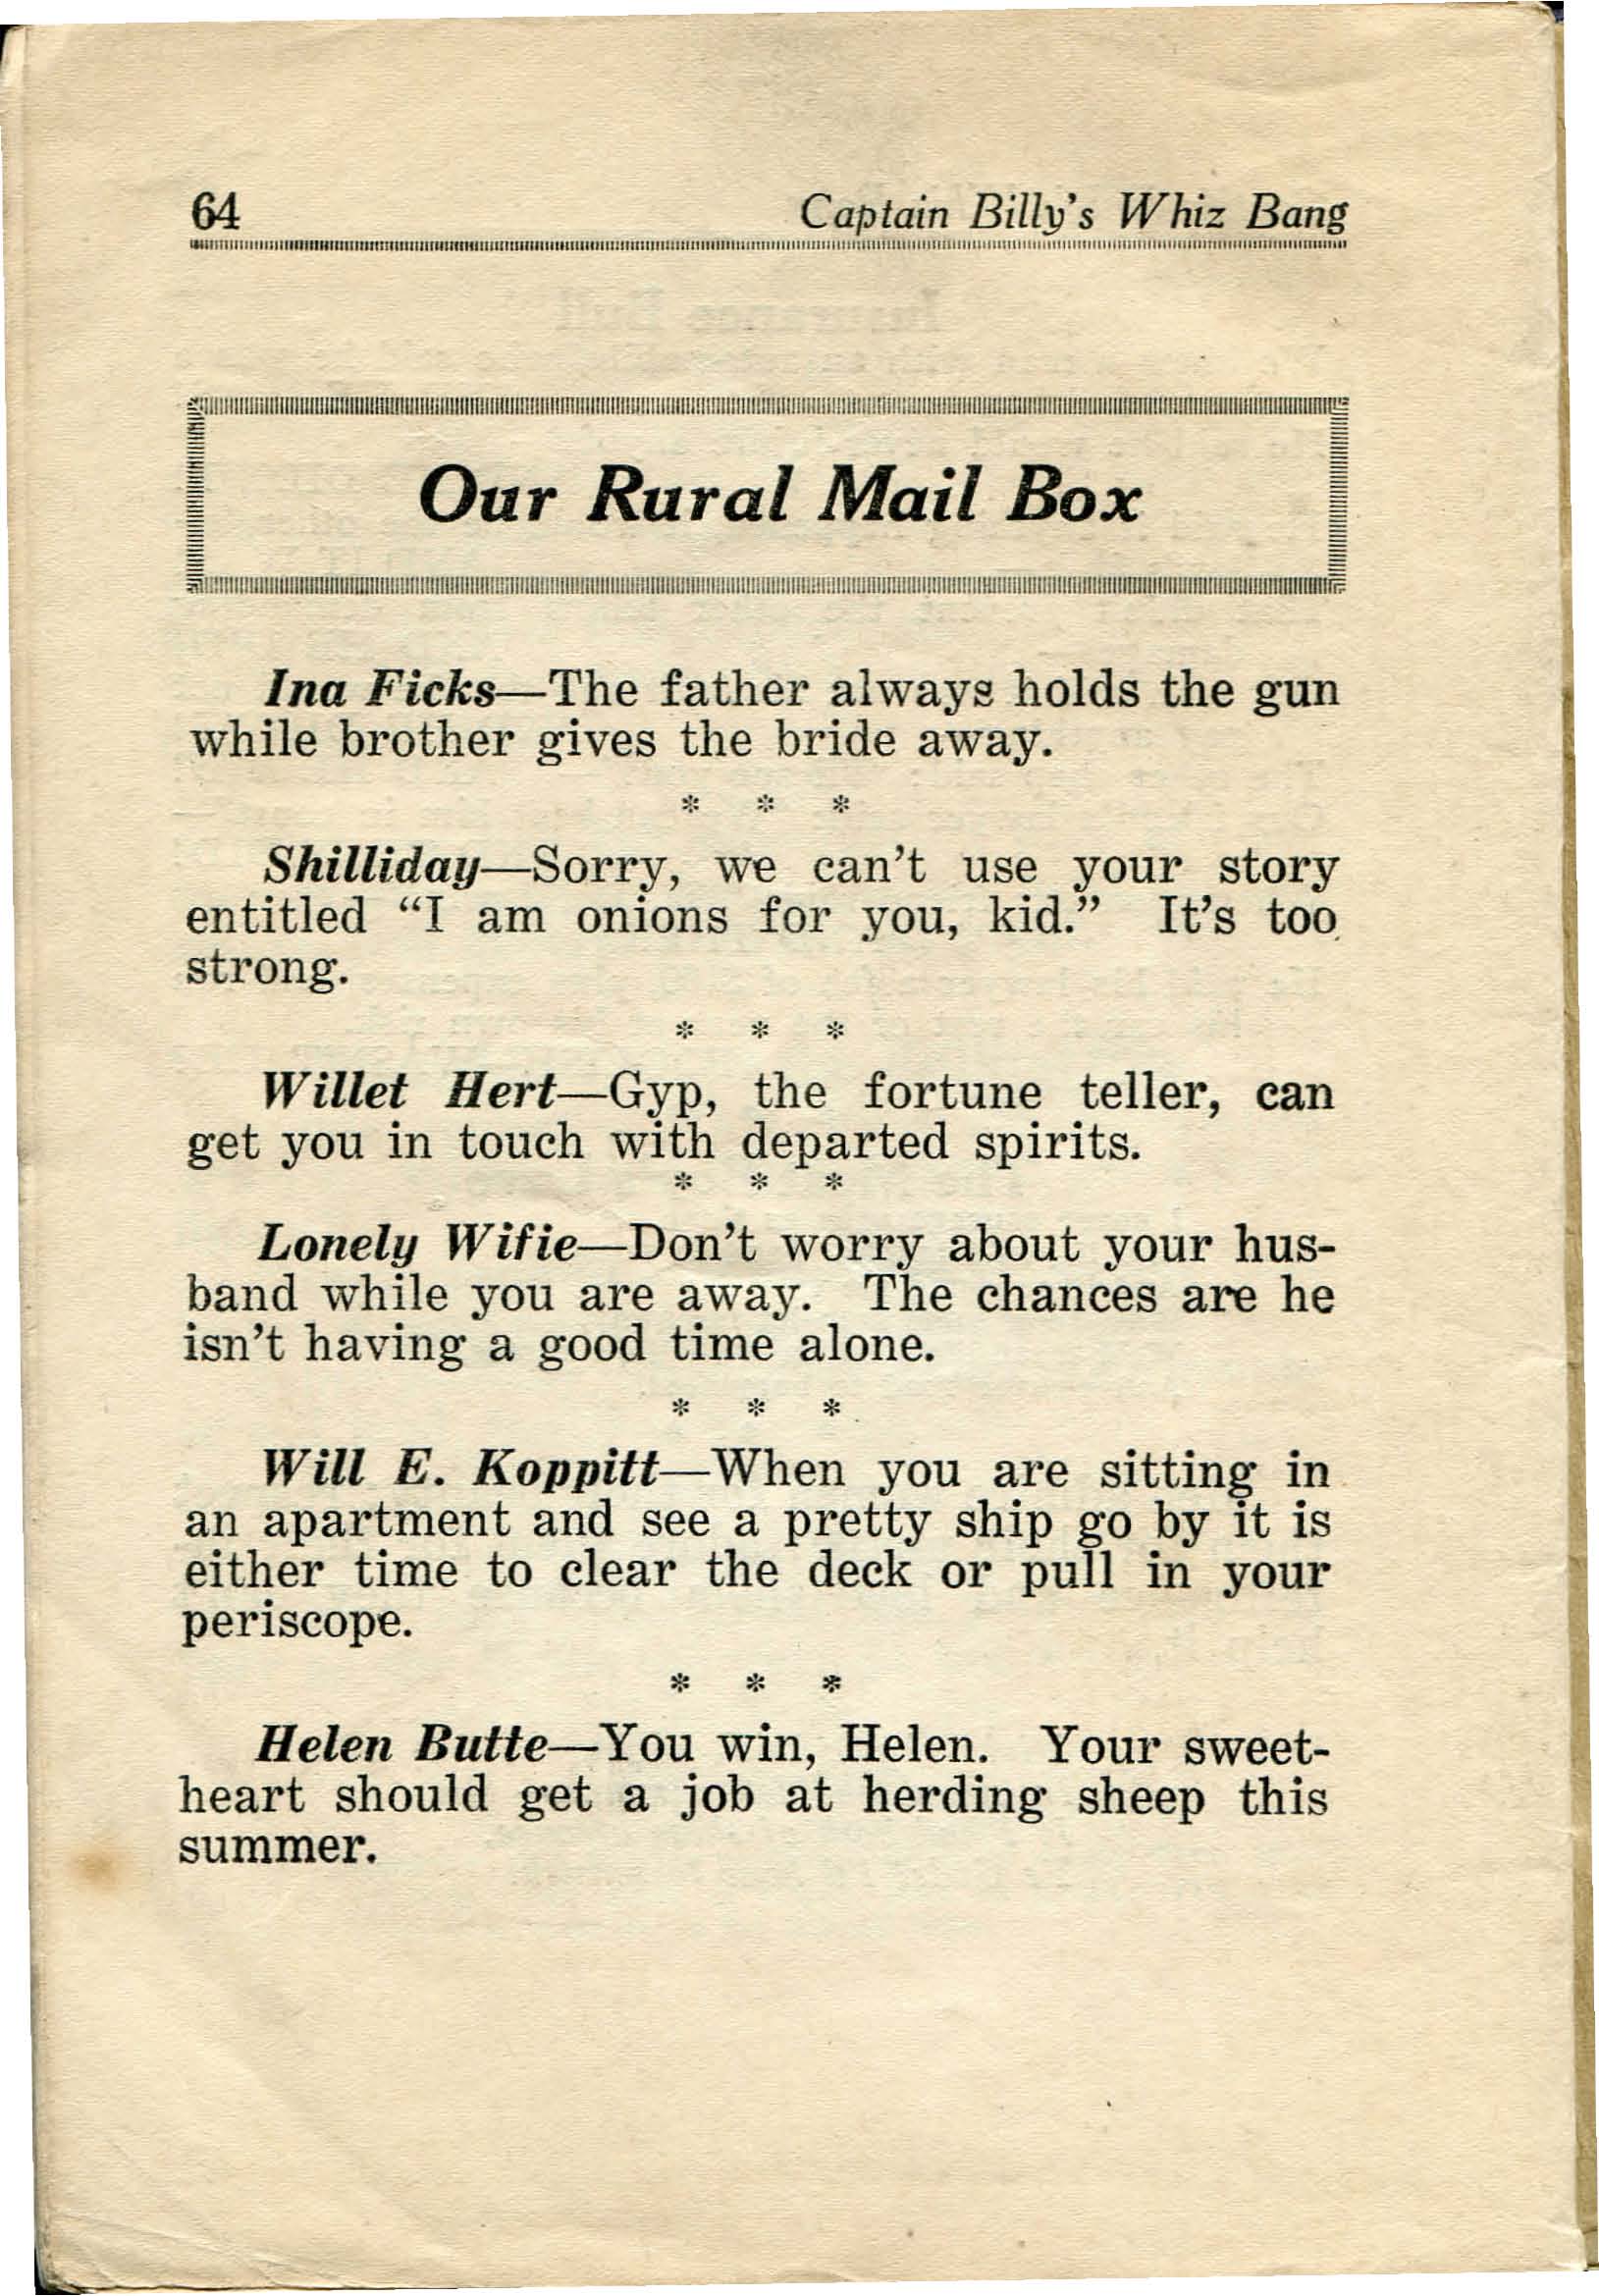 64 Captain Billy's Whiz Bang
Our Rural Mail Box
Ina Ficks—The father always holds the gun
while brother gives the bride away.
* * *
Shilliday—Sorry, we can't use your story
entitled “I am onions for you, kid.” It's too
strong.
* * *
Willet Hert—Gyp, the fortune teller, can
get you in touch with departed spirits.
* * *
Lonely Wifie—Don't worry about your hus-
band while you are away. The chances are he
isn't having a good time alone.
* * *
Will E. Koppitt—When you are sitting in
an apartment and see a pretty ship go by it is
either time to clear the deck or pull in your
periscope.
* * *
Helen Butte—You win, Helen. Your sweet-
heart should get a job at herding sheep this
summer.